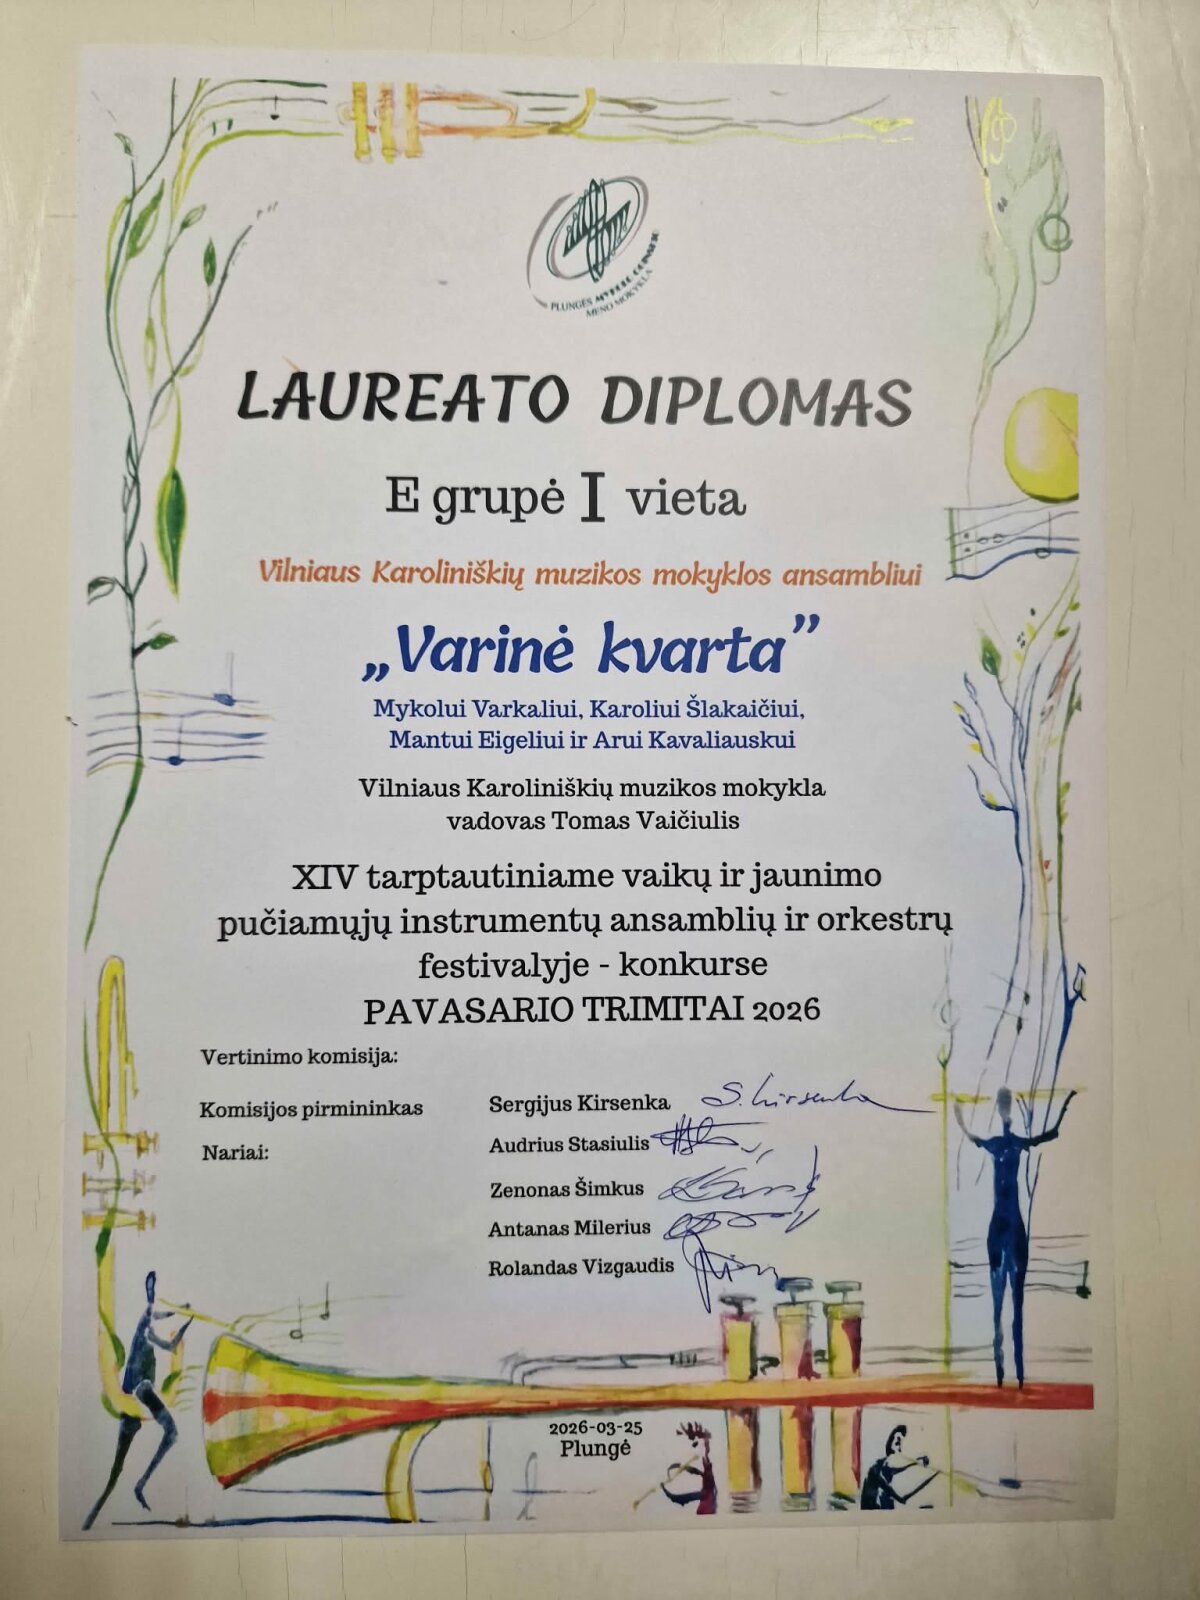 PLUNGĖS MYKOLO OGINSKIO
MENO MOKYKLA
LAUREATO DIPLOMAS
E grupė I vieta
Vilniaus Karoliniškių muzikos mokyklos ansambliui
„Varinė kvarta”
Mykolui Varkaliui, Karoliui Šlakaičiui,
Mantui Eigeliui ir Arui Kavaliauskui
Vilniaus Karoliniškių muzikos mokykla
vadovas Tomas Vaičiulis
XIV tarptautiniame vaikų ir jaunimo
pučiamųjų instrumentų ansamblių ir orkestrų
festivalyje - konkurse
PAVASARIO TRIMITAI 2026
Vertinimo komisija:
Komisijos pirmininkas Sergijus Kirsenka S. Kirsenka
Nariai: Audrius Stasiulis
Zenonas Šimkus
Antanas Milerius
Rolandas Vizgaudis
2026-03-25
Plungė